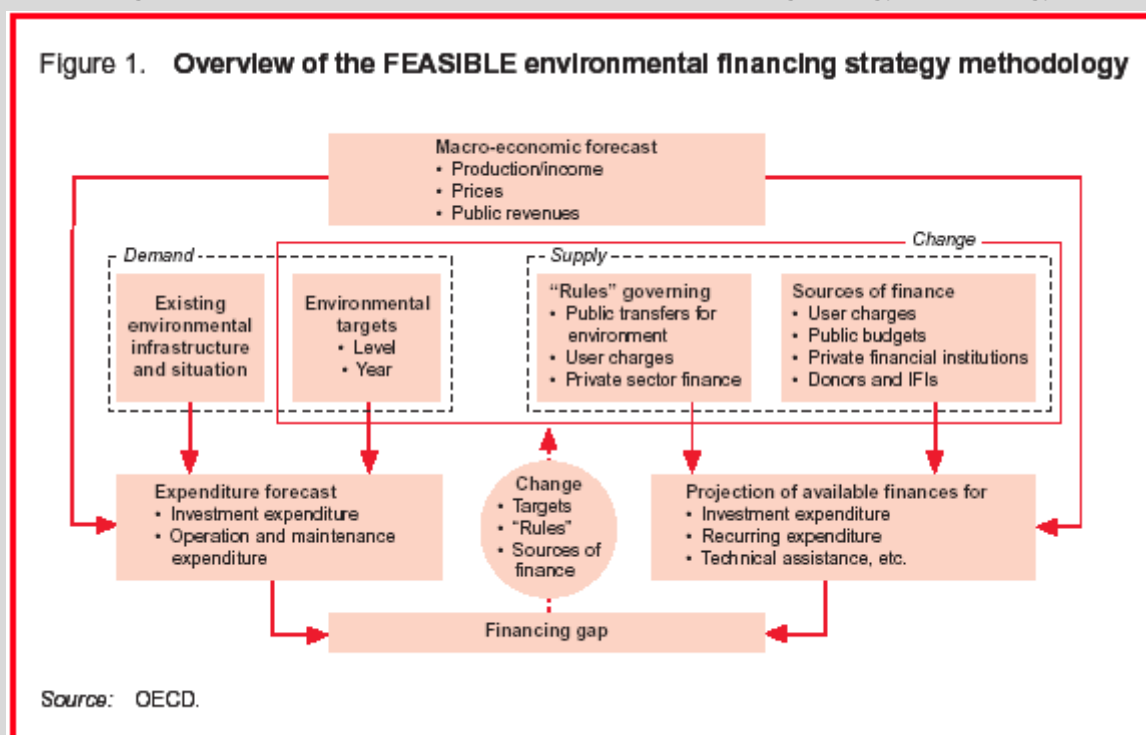 Figure 1. Overview of the FEASIBLE environmental financing strategy methodology
Macro-economic forecast
• Production/income
• Prices
• Public revenues
Change
Demand
Supply
Existing
environmental
infrastructure
and situation
Environmental
targets
• Level
• Year
“Rules” governing
• Public transfers for
environment
• User charges
• Private sector finance
Sources of finance
• User charges
• Public budgets
• Private financial institutions
• Donors and IFIs
Expenditure forecast
• Investment expenditure
• Operation and maintenance
expenditure
Change
• Targets
• “Rules”
• Sources of
finance
Projection of available finances for
• Investment expenditure
• Recurring expenditure
• Technical assistance, etc.
Financing gap
Source: OECD.